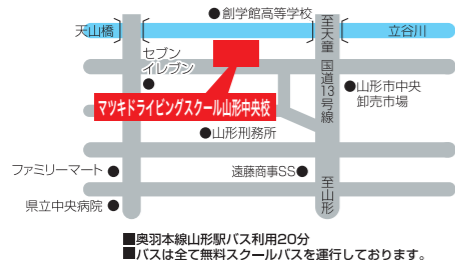 創学館高等学校
天山橋
至天童
立谷川
セブン
イレブン
国道13号線
山形市中央
卸売市場
マツキドライビングスクール山形中央校
山形刑務所
ファミリーマート
遠藤商事SS
至山形
県立中央病院
■奥羽本線山形駅バス利用20分
■バスは全て無料スクールバスを運行しております。